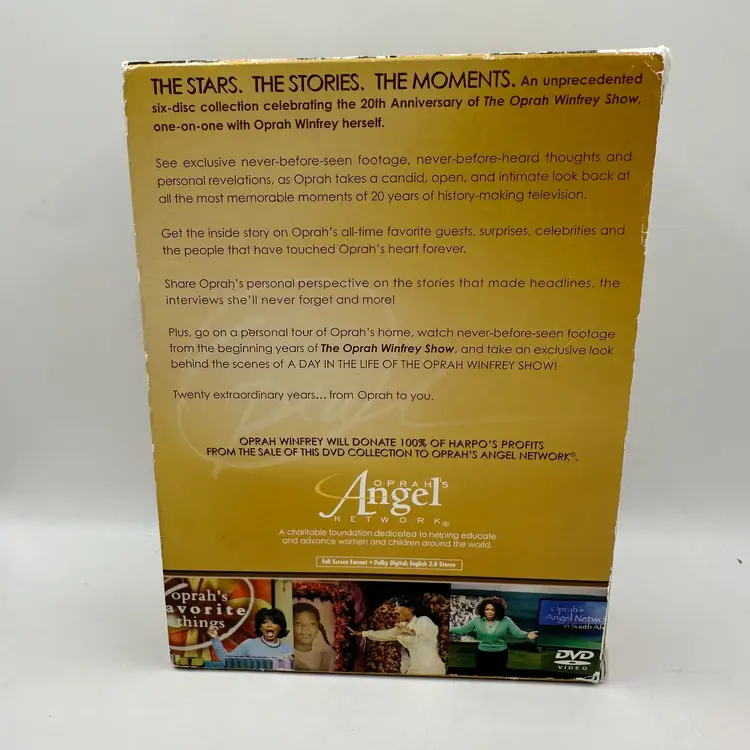 THE STARS. THE STORIES. THE MOMENTS. An unprecedented
six-disc collection celebrating the 20th Anniversary of The Oprah Winfrey Show,
one-on-one with Oprah Winfrey herself.
See exclusive never-before-seen footage, never-before-heard thoughts and
personal revelations, as Oprah takes a candid, open, and intimate look back at
all the most memorable moments of 20 years of history-making television.
Get the inside story on Oprah's all-time favorite guests, surprises, celebrities and
the people that have touched Oprah's heart forever.
Share Oprah's personal perspective on the stories that made headlines, the
interviews she'll never forget and more!
Plus, go on a personal tour of Oprah's home, watch never-before-seen footage
from the beginning years of The Oprah Winfrey Show, and take an exclusive look
behind the scenes of A DAY IN THE LIFE OF THE OPRAH WINFREY SHOW!
Twenty extraordinary years... from Oprah to you.
OPRAH WINFREY WILL DONATE 100% OF HARPO'S PROFITS
FROM THE SALE OF THIS DVD COLLECTION TO OPRAH'S ANGEL NETWORK®.
OPRAH'S
Angel
NETWORK®
A charitable foundation dedicated to helping educate
and advance women and children around the world.
Full Screen Format • Dolby Digital: English 2.0 Stereo
oprah's
avorite
things
Oprah's
Angel Netwo
in South Af
DVD
VIDEO